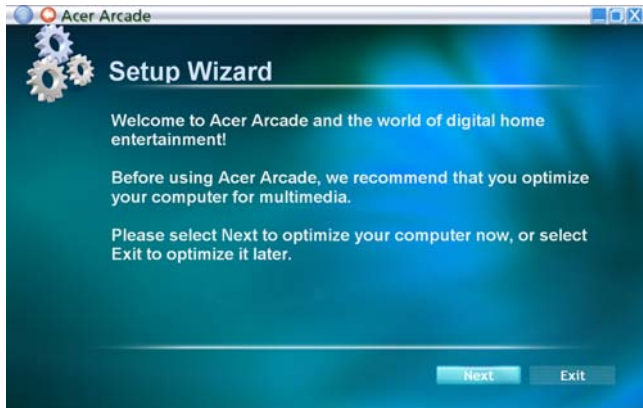 Acer Arcade
Setup Wizard
Welcome to Acer Arcade and the world of digital home
entertainment!
Before using Acer Arcade, we recommend that you optimize
your computer for multimedia.
Please select Next to optimize your computer now, or select
Exit to optimize it later.
Next
Exit